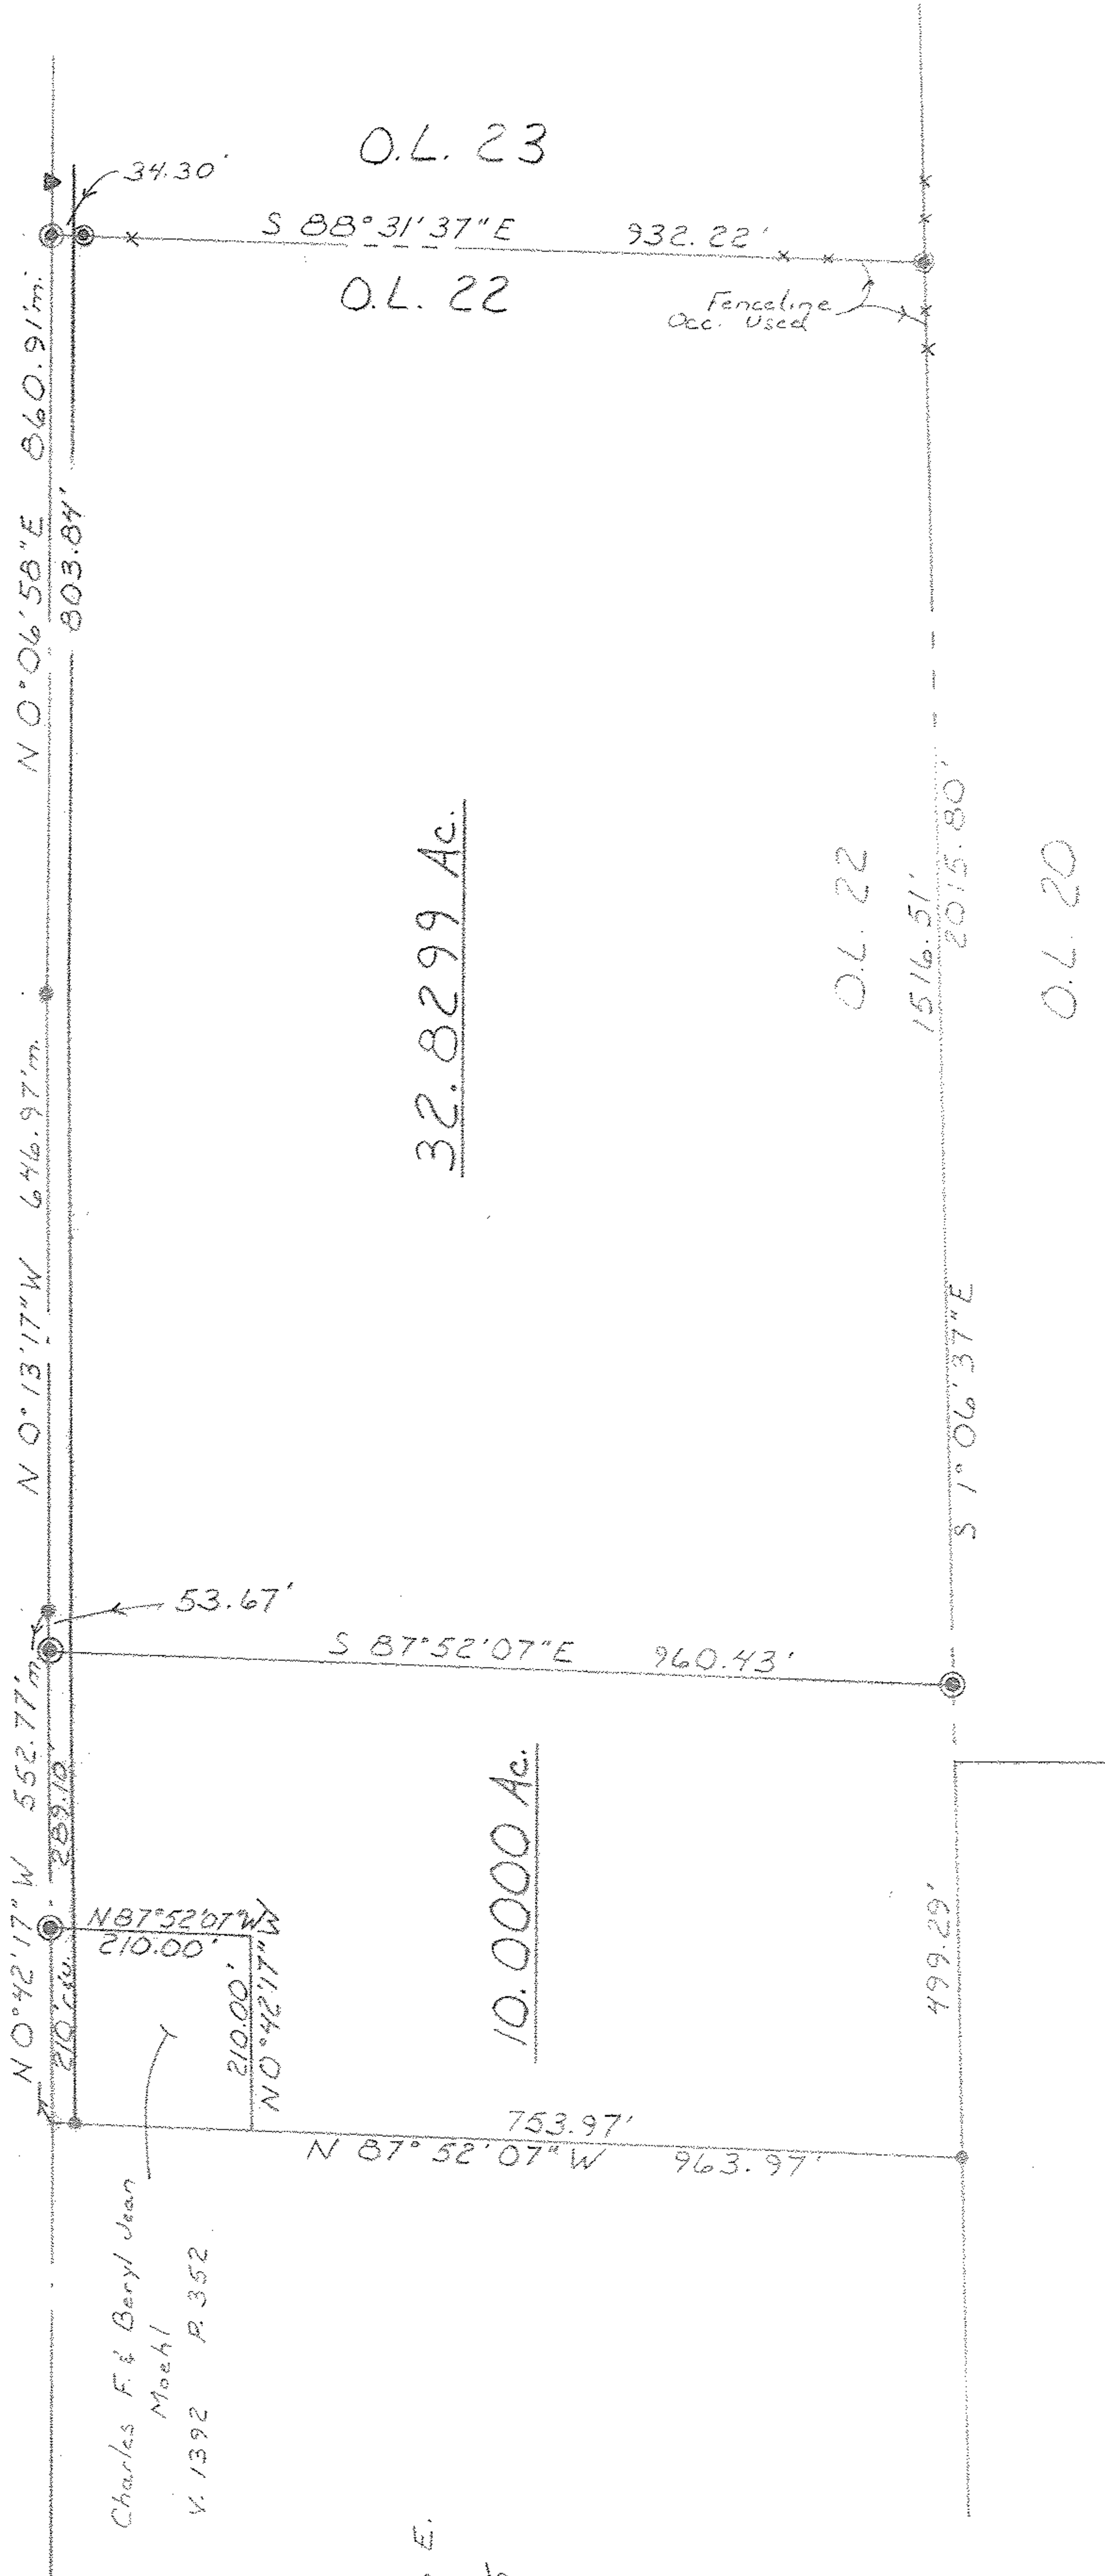 O.L. 23
34.30'
S 88°31'37"E 932.22'
O.L. 22
Fenceline
Occ. Used
N 0°06'58"E 860.91'm.
803.84'
32.8299 Ac.
O.L. 22
1516.51'
2015.80'
O.L. 20
N 0°13'17"W 646.97'm.
S 1°06'37"E
53.67'
S 87°52'07"E 960.43'
N 0°42'17"W 552.77'm.
289.10'
10.0000 Ac.
N87°52'07"W
210.00'
210' r&u.
210.00'
N0°42'17"W
499.29'
753.97'
N 87°52'07"W 963.97'
Charles F. & Beryl Jean
Moehl
V. 1392 P. 352
E.